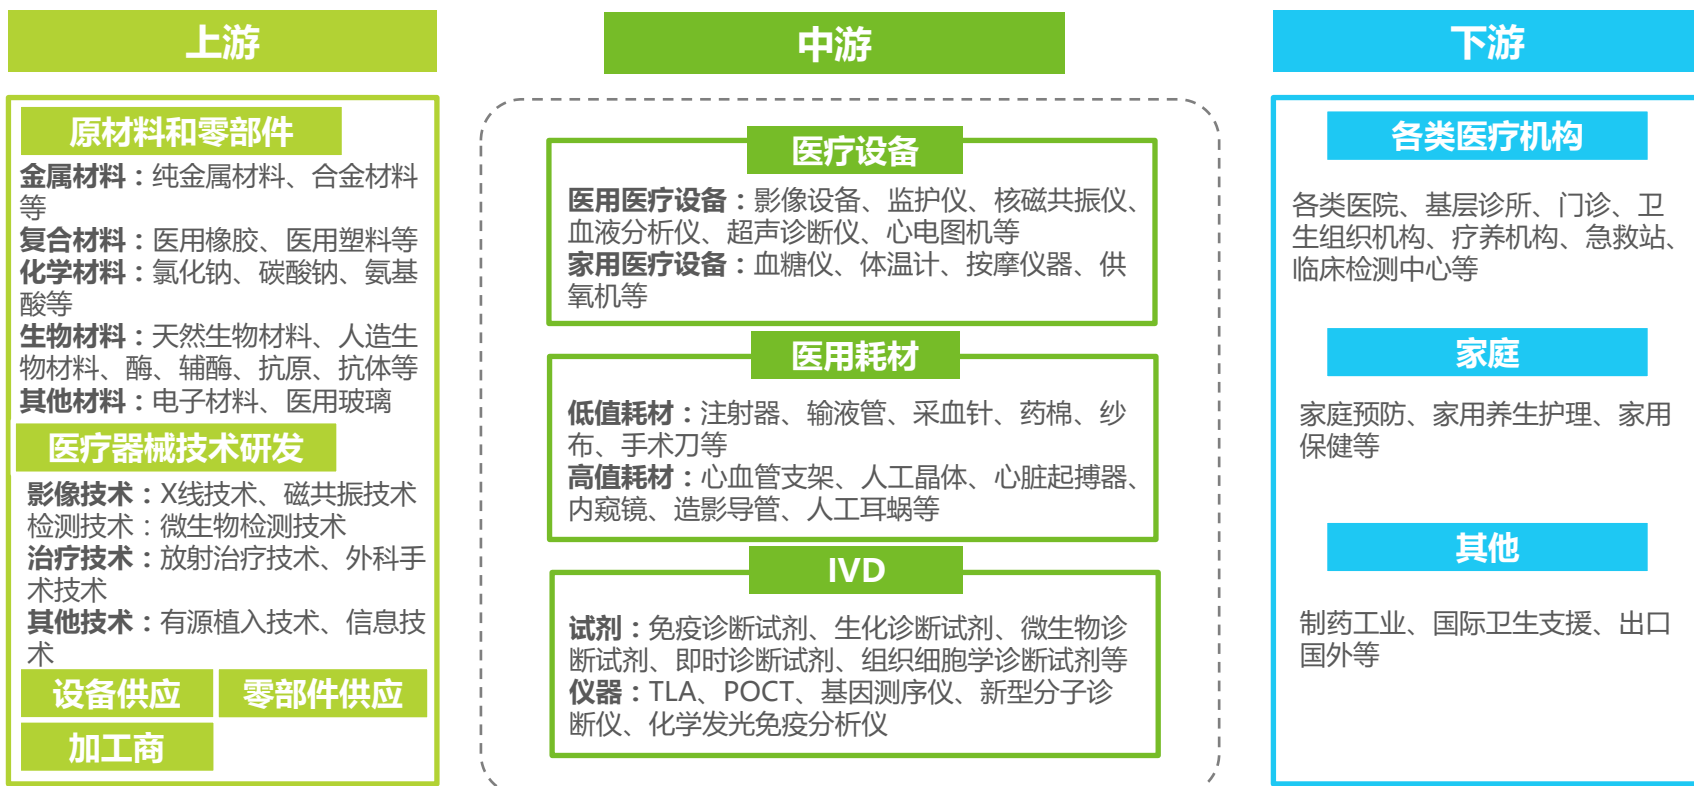 上游
原材料和零部件
金属材料：纯金属材料、合金材料
等
复合材料：医用橡胶、医用塑料等
化学材料：氯化钠、碳酸钠、氨基
酸等
生物材料：天然生物材料、人造生
物材料、酶、辅酶、抗原、抗体等
其他材料：电子材料、医用玻璃
医疗器械技术研发
影像技术：X线技术、磁共振技术
检测技术：微生物检测技术
治疗技术：放射治疗技术、外科手
术技术
其他技术：有源植入技术、信息技
术
设备供应
零部件供应
加工商
中游
医疗设备
医用医疗设备：影像设备、监护仪、核磁共振仪、
血液分析仪、超声诊断仪、心电图机等
家用医疗设备：血糖仪、体温计、按摩仪器、供
氧机等
医用耗材
低值耗材：注射器、输液管、采血针、药棉、纱
布、手术刀等
高值耗材：心血管支架、人工晶体、心脏起搏器、
内窥镜、造影导管、人工耳蜗等
IVD
试剂：免疫诊断试剂、生化诊断试剂、微生物诊
断试剂、即时诊断试剂、组织细胞学诊断试剂等
仪器：TLA、POCT、基因测序仪、新型分子诊
断仪、化学发光免疫分析仪
下游
各类医疗机构
各类医院、基层诊所、门诊、卫
生组织机构、疗养机构、急救站、
临床检测中心等
家庭
家庭预防、家用养生护理、家用
保健等
其他
制药工业、国际卫生支援、出口
国外等